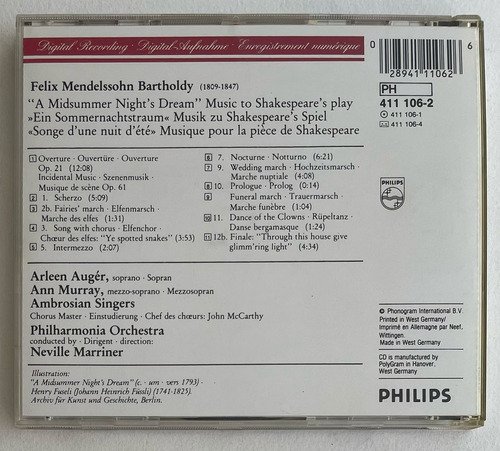 Digital Recording · Digital-Aufnahme · Enregistrement numérique
0 28941 11062 6
Felix Mendelssohn Bartholdy (1809-1847)
"A Midsummer Night's Dream" Music to Shakespeare's play
»Ein Sommernachtstraum« Musik zu Shakespeares Spiel
«Songe d'une nuit d'été» Musique pour la pièce de Shakespeare
PH
411 106-2
411 106-1
411 106-4
1 Overture · Ouvertüre · Ouverture
Op. 21 (12:08)
Incidental Music · Szenenmusik ·
Musique de scène Op. 61
2 1. Scherzo (5:09)
3 2b. Fairies' march · Elfenmarsch ·
Marche des elfes (1:31)
4 3. Song with chorus · Elfenchor ·
Chœur des elfes: "Ye spotted snakes" (3:53)
5 5. Intermezzo (2:07)
6 7. Nocturne · Notturno (6:21)
7 9. Wedding march · Hochzeitsmarsch ·
Marche nuptiale (4:08)
8 10. Prologue · Prolog (0:14)
9 Funeral march · Trauermarsch ·
Marche funèbre (1:04)
10 11. Dance of the Clowns · Rüpeltanz ·
Danse bergamasque (1:24)
11 12b. Finale: "Through this house give
glimm'ring light" (4:34)
PHILIPS
Arleen Augér, soprano · Sopran
Ann Murray, mezzo-soprano · Mezzosopran
Ambrosian Singers
Chorus Master · Einstudierung · Chef des chœurs: John McCarthy
Philharmonia Orchestra
conducted by · Dirigent · direction:
Neville Marriner
Illustration:
"A Midsummer Night's Dream" (c. · um · vers 1793) ·
Henry Fuseli (Johann Heinrich Füssli) (1741-1825).
Archiv für Kunst und Geschichte, Berlin.
℗ Phonogram International B.V.
Printed in West Germany/
Imprimé en Allemagne par Neef,
Wittingen.
Made in West Germany
CD is manufactured by
PolyGram in Hanover,
West Germany
PHILIPS